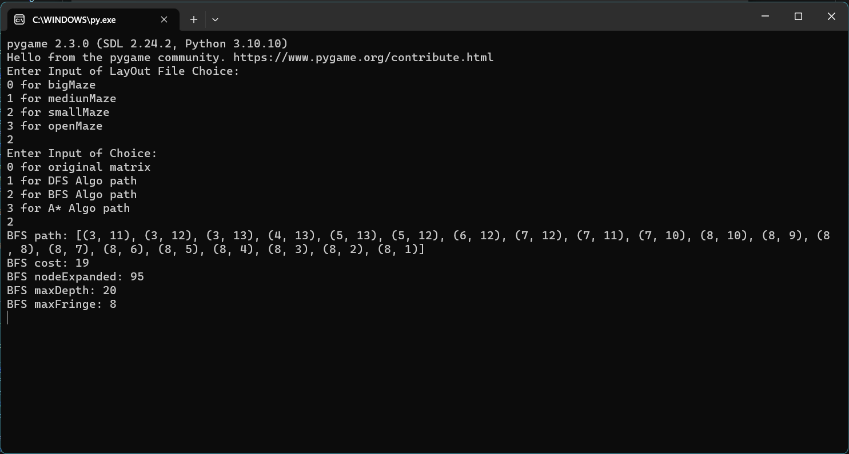 C:\WINDOWS\py.exe
pygame 2.3.0 (SDL 2.24.2, Python 3.10.10)
Hello from the pygame community. https://www.pygame.org/contribute.html
Enter Input of LayOut File Choice:
0 for bigMaze
1 for mediunMaze
2 for smallMaze
3 for openMaze
2
Enter Input of Choice:
0 for original matrix
1 for DFS Algo path
2 for BFS Algo path
3 for A* Algo path
2
BFS path: [(3, 11), (3, 12), (3, 13), (4, 13), (5, 13), (5, 12), (6, 12), (7, 12), (7, 11), (7, 10), (8, 10), (8, 9), (8
, 8), (8, 7), (8, 6), (8, 5), (8, 4), (8, 3), (8, 2), (8, 1)]
BFS cost: 19
BFS nodeExpanded: 95
BFS maxDepth: 20
BFS maxFringe: 8